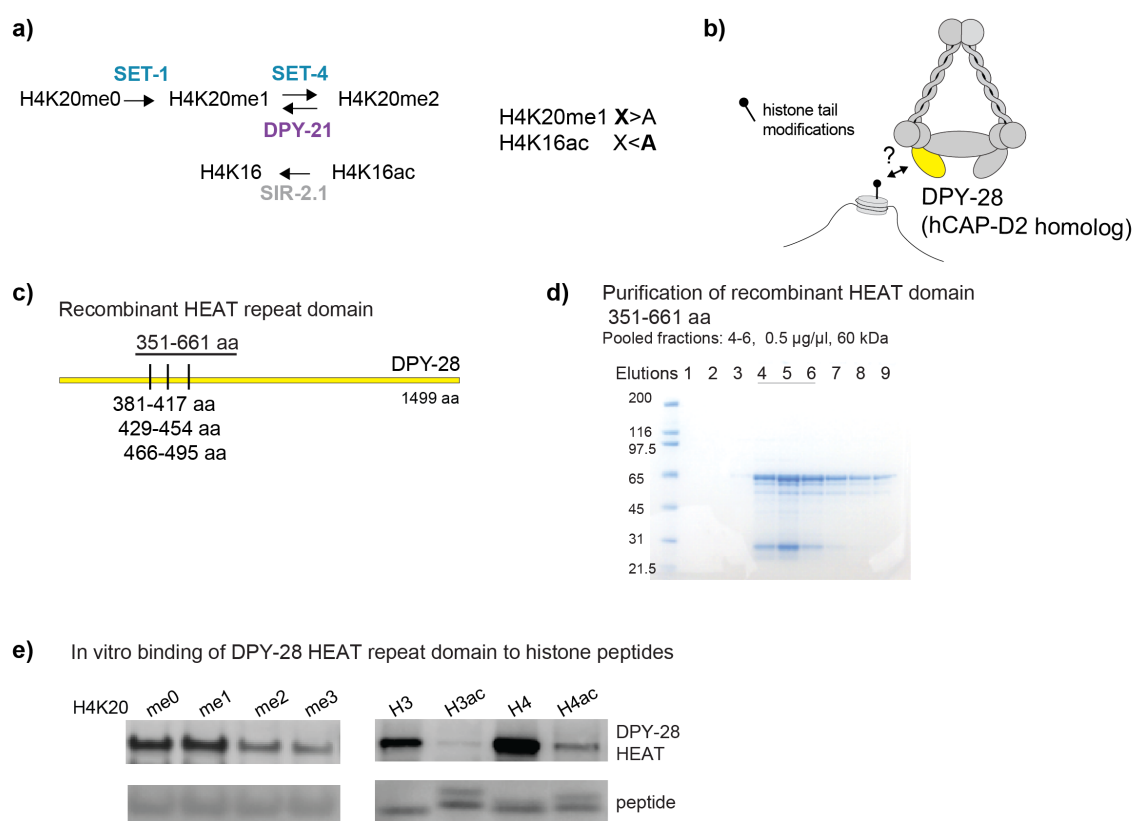 a)
SET-1
SET-4
H4K20me0
H4K20me1
H4K20me2
DPY-21
H4K16
H4K16ac
SIR-2.1
H4K20me1 X>A
H4K16ac X<A
b)
histone tail
modifications
?
DPY-28
(hCAP-D2 homolog)
c)
Recombinant HEAT repeat domain
351-661 aa
DPY-28
1499 aa
381-417 aa
429-454 aa
466-495 aa
d)
Purification of recombinant HEAT domain
351-661 aa
Pooled fractions: 4-6, 0.5 µg/µl, 60 kDa
Elutions 1 2 3 4 5 6 7 8 9
200
116
97.5
65
45
31
21.5
e)
In vitro binding of DPY-28 HEAT repeat domain to histone peptides
H4K20 me0 me1 me2 me3
H3 H3ac H4 H4ac
DPY-28
HEAT
peptide